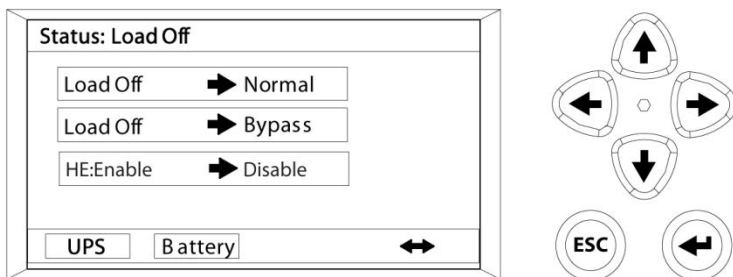 Status: Load Off
Load Off Normal
Load Off Bypass
HE:Enable Disable
UPS Battery
ESC